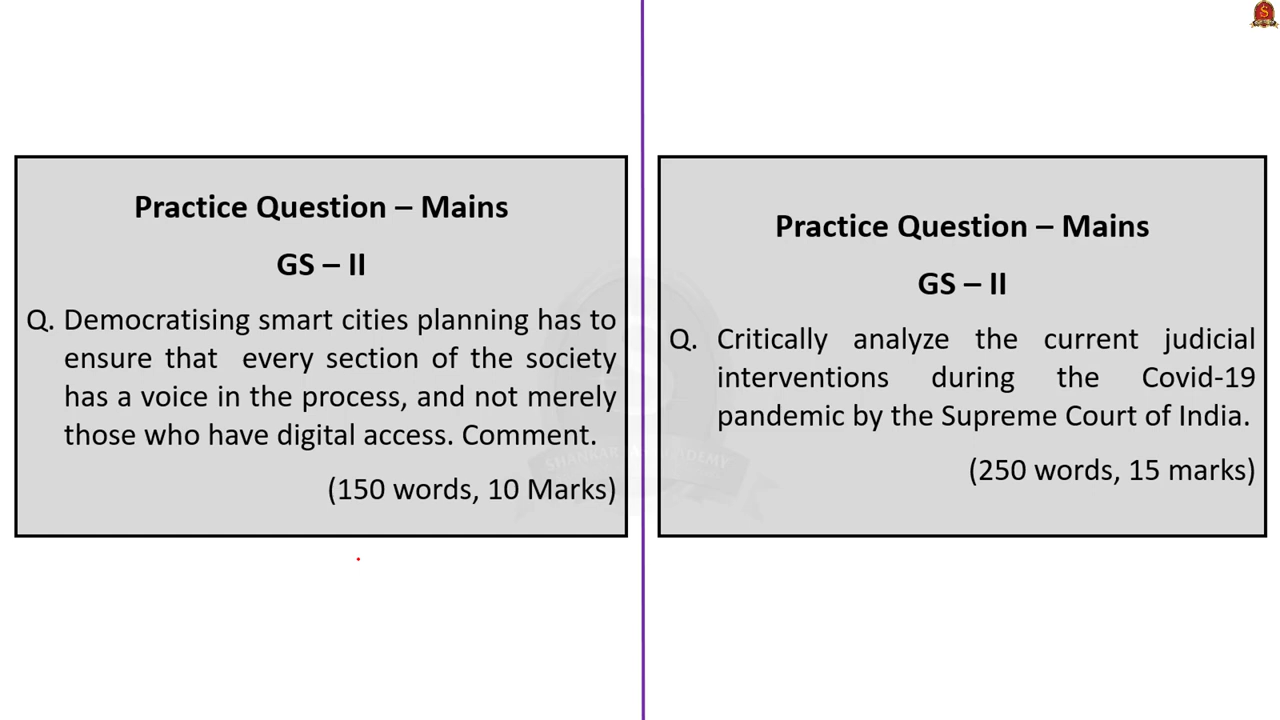 Practice Question – Mains
GS – II
Q. Democratising smart cities planning has to
ensure that every section of the society
has a voice in the process, and not merely
those who have digital access. Comment.
(150 words, 10 Marks)
Practice Question – Mains
GS – II
Q. Critically analyze the current judicial
interventions during the Covid-19
pandemic by the Supreme Court of India.
(250 words, 15 marks)